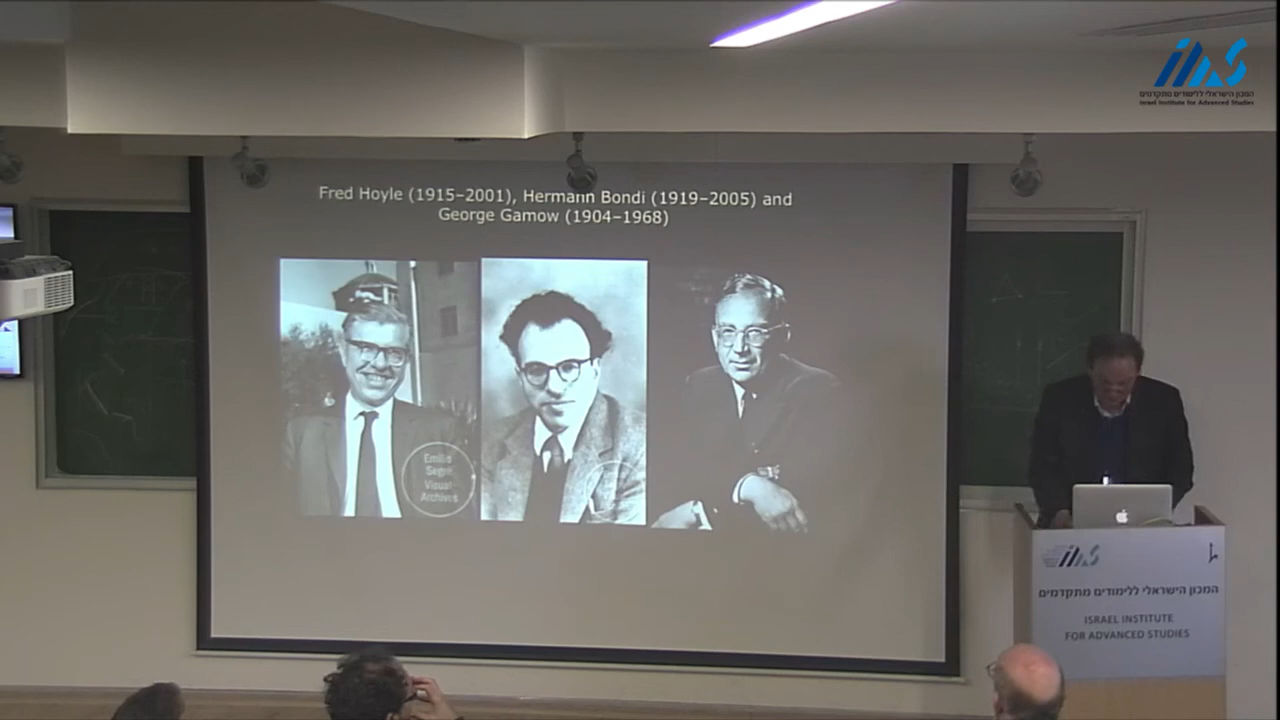 המכון הישראלי ללימודים מתקדמים
Israel Institute for Advanced Studies
Fred Hoyle (1915–2001), Hermann Bondi (1919–2005) and
George Gamow (1904–1968)
Emilio
Segrè
Visual
Archives
המכון הישראלי ללימודים מתקדמים
ISRAEL INSTITUTE
FOR ADVANCED STUDIES